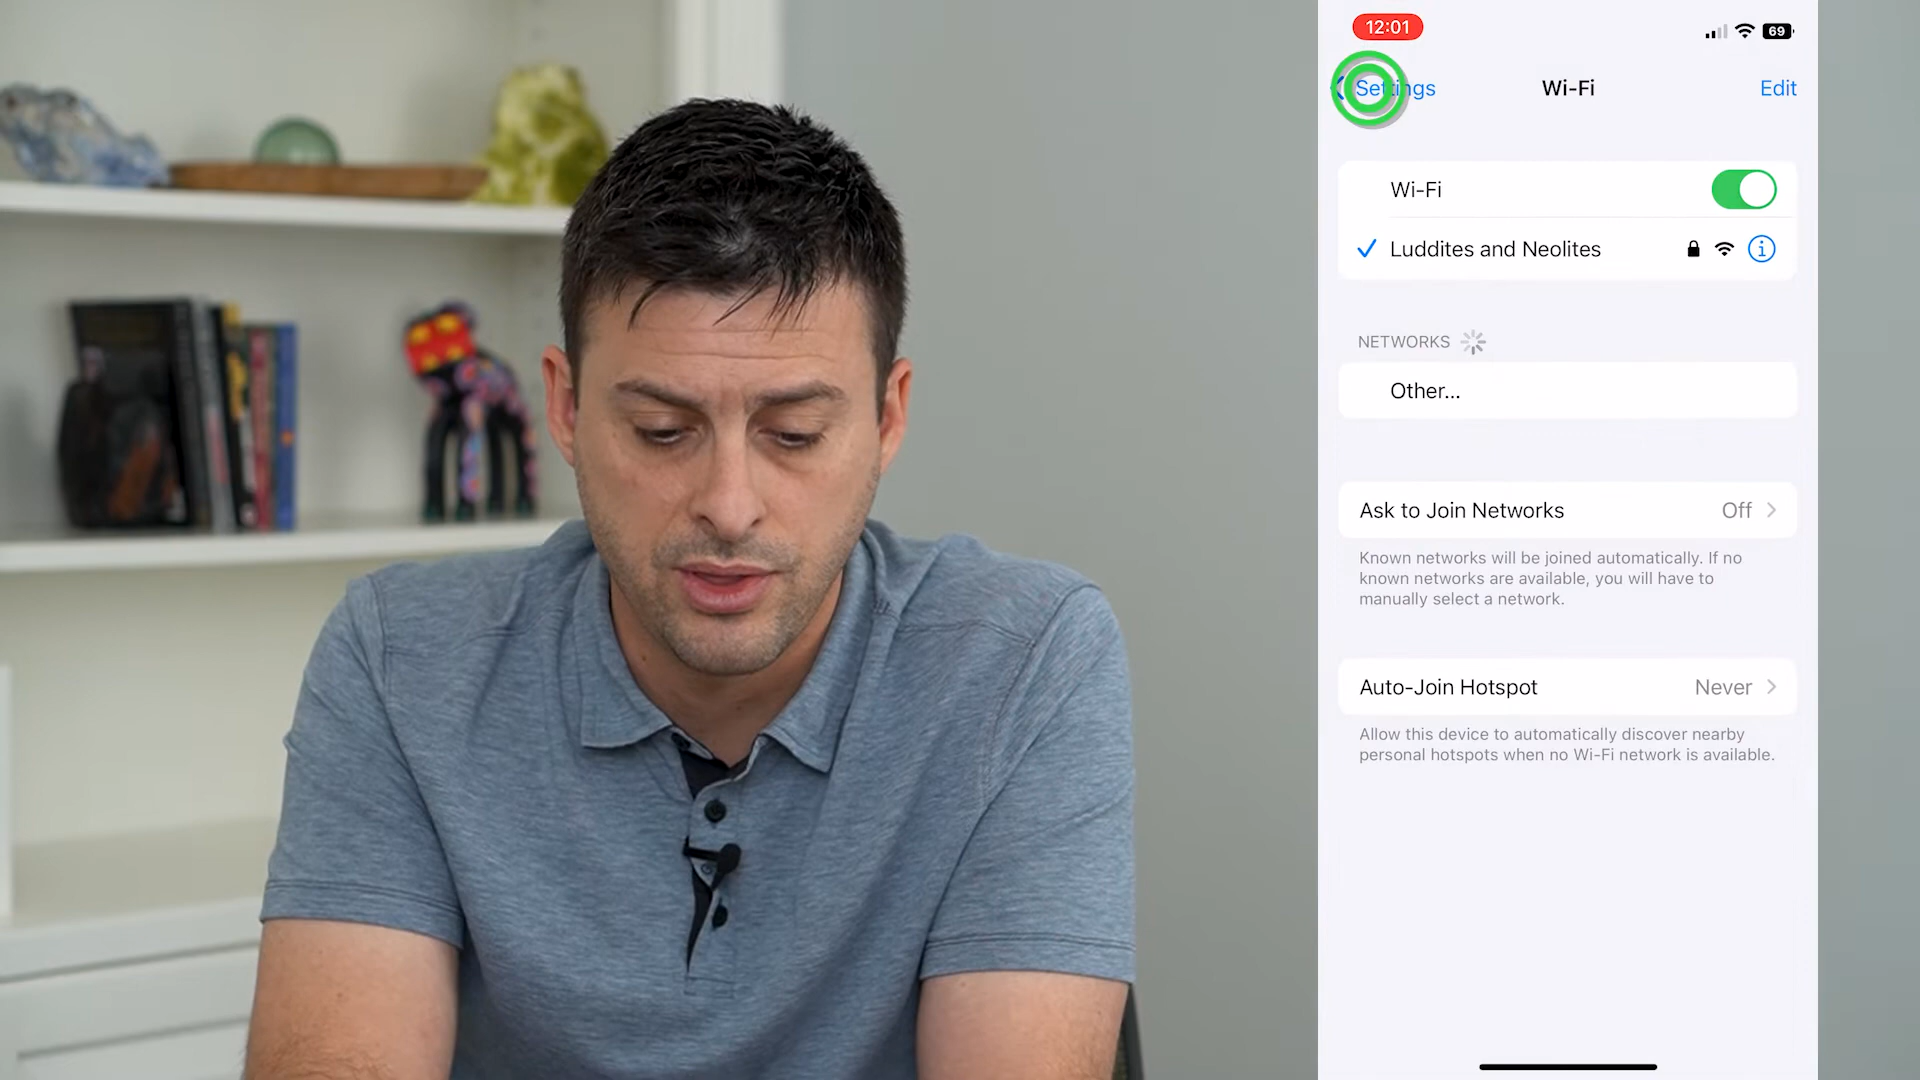 12:01
69
Settings
Wi-Fi
Edit
Wi-Fi
Luddites and Neolites
NETWORKS
Other...
Ask to Join Networks Off
Known networks will be joined automatically. If no
known networks are available, you will have to
manually select a network.
Auto-Join Hotspot Never
Allow this device to automatically discover nearby
personal hotspots when no Wi-Fi network is available.